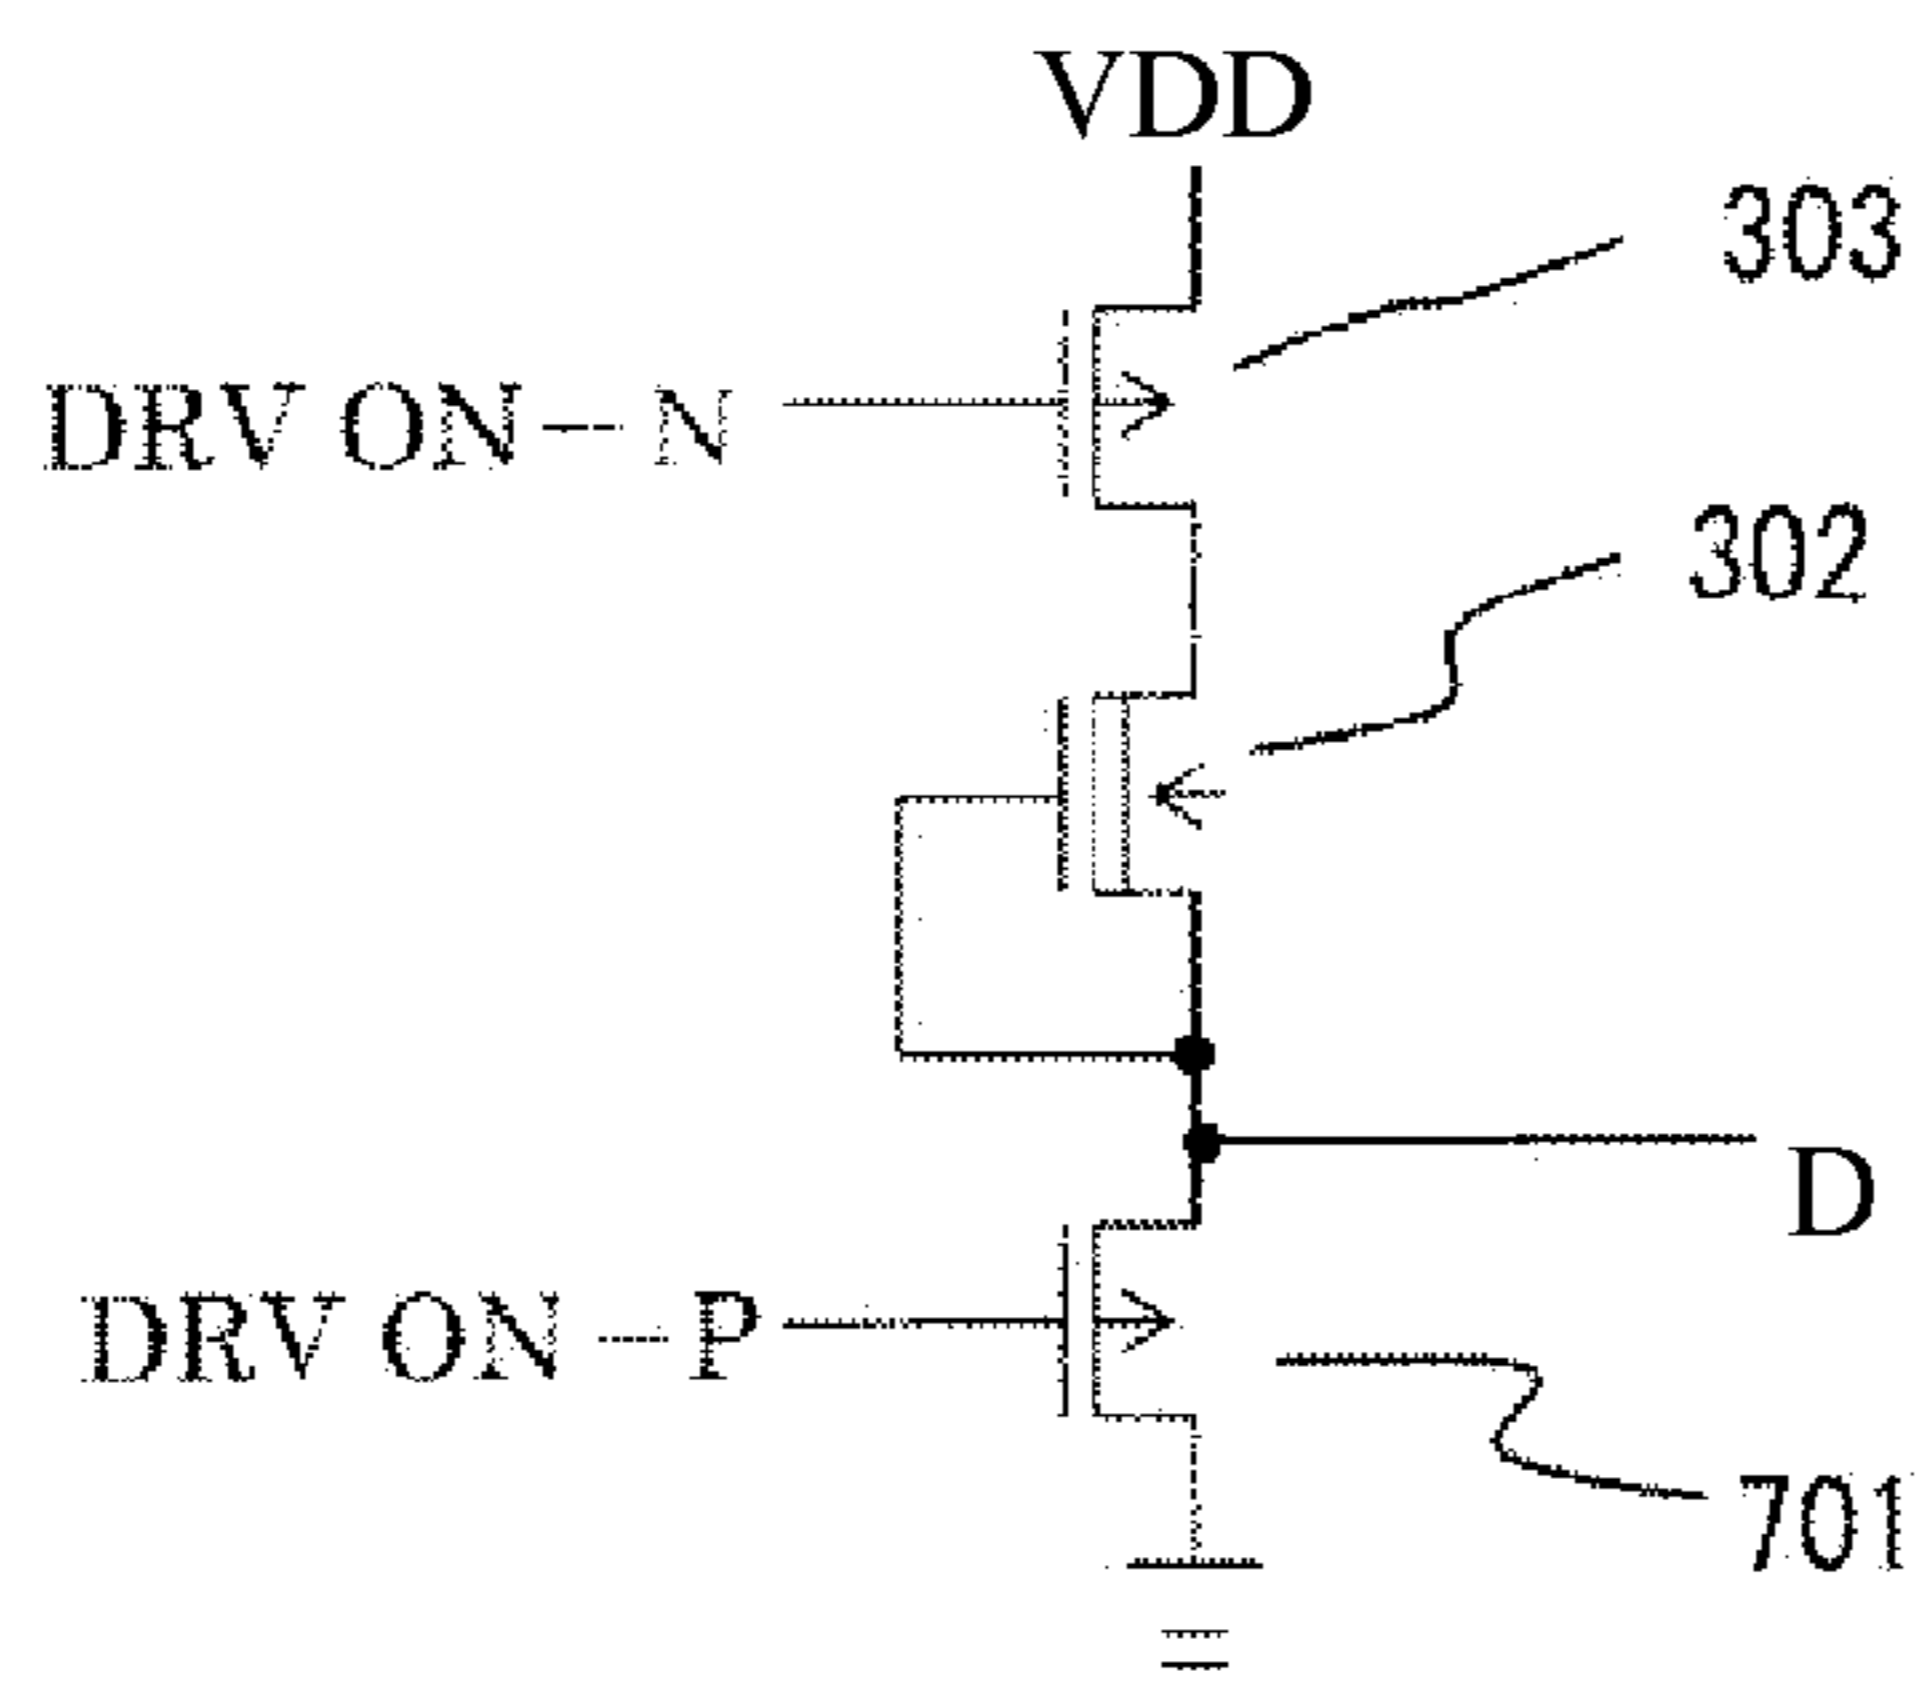 VDD
303
DRV ON — N
302
D
DRV ON — P
701